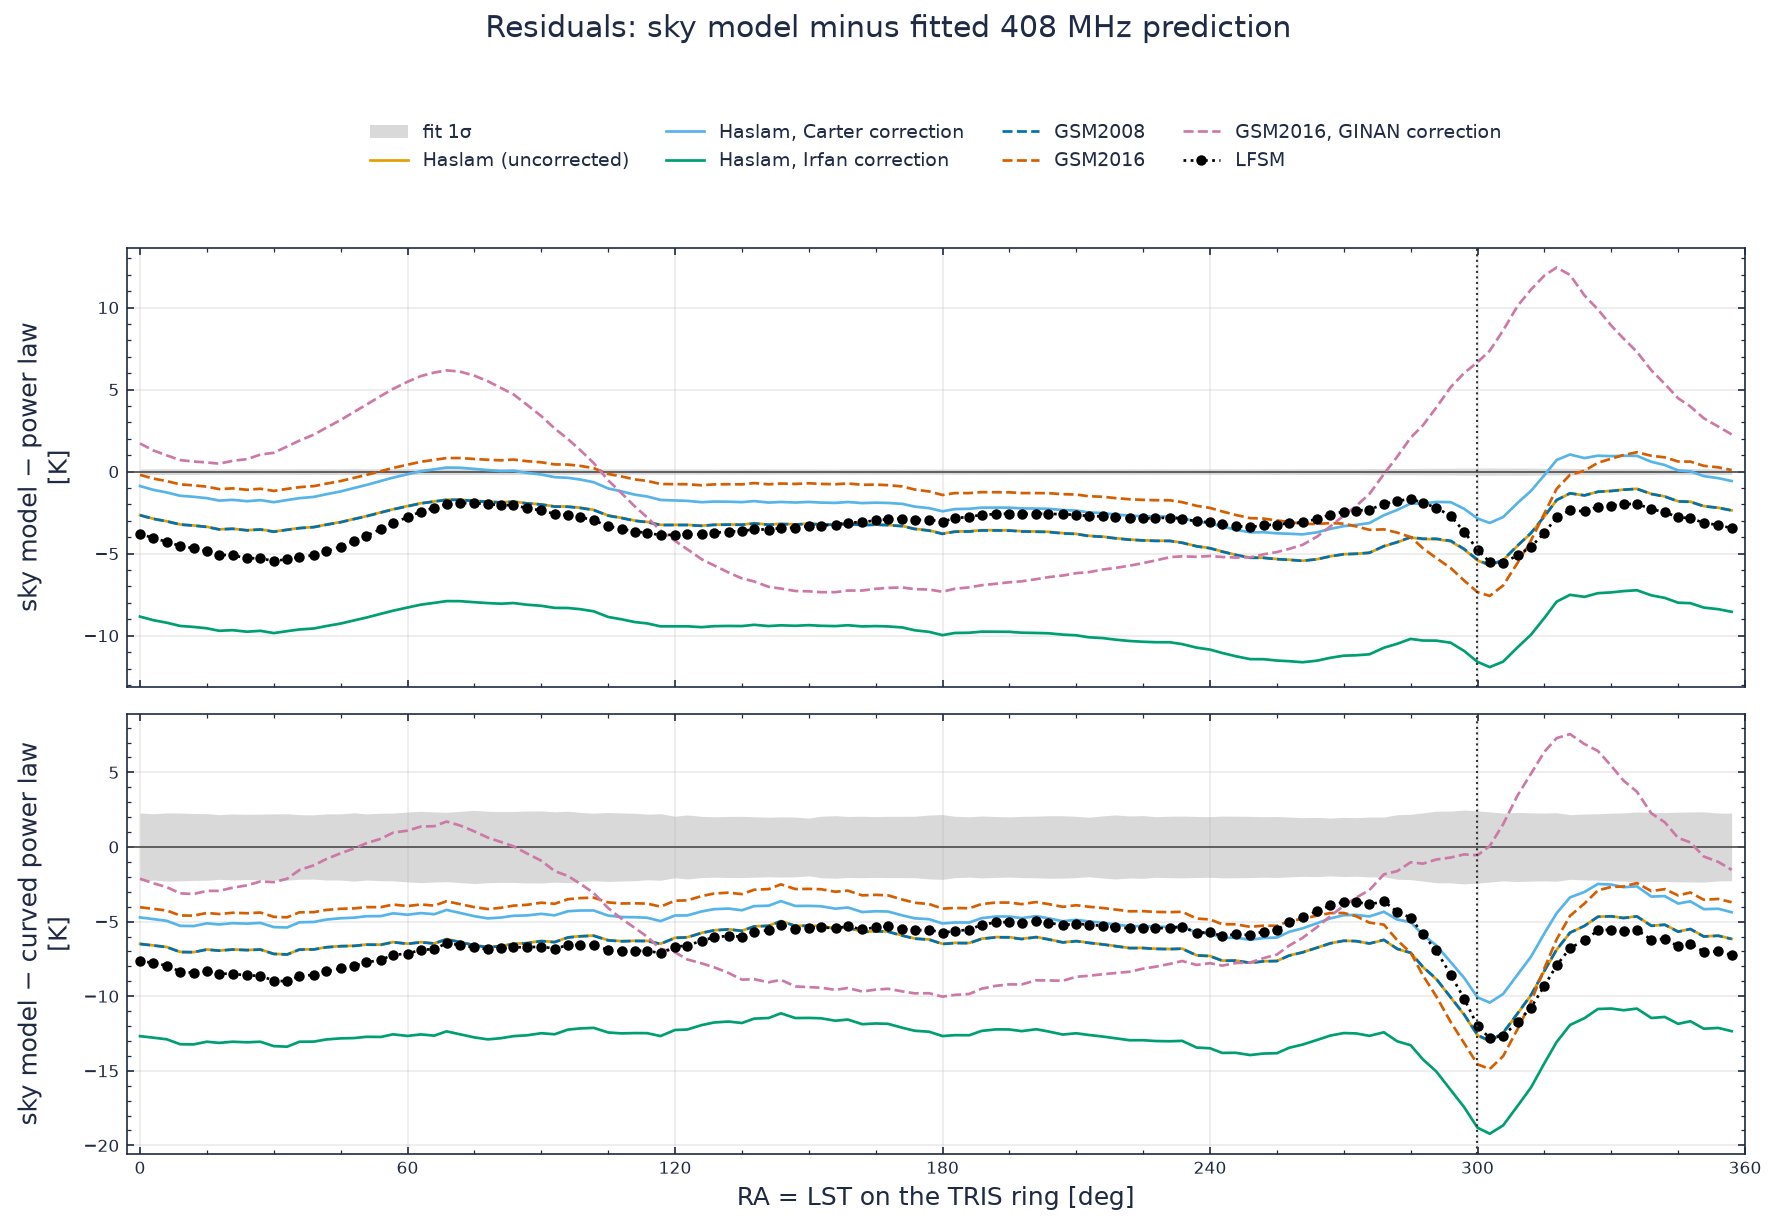 Residuals: sky model minus fitted 408 MHz prediction
fit 1σ
Haslam (uncorrected)
Haslam, Carter correction
Haslam, Irfan correction
GSM2008
GSM2016
GSM2016, GINAN correction
LFSM
sky model − power law
[K]
10
5
0
−5
−10
sky model − curved power law
[K]
5
0
−5
−10
−15
−20
0 60 120 180 240 300 360
RA = LST on the TRIS ring [deg]